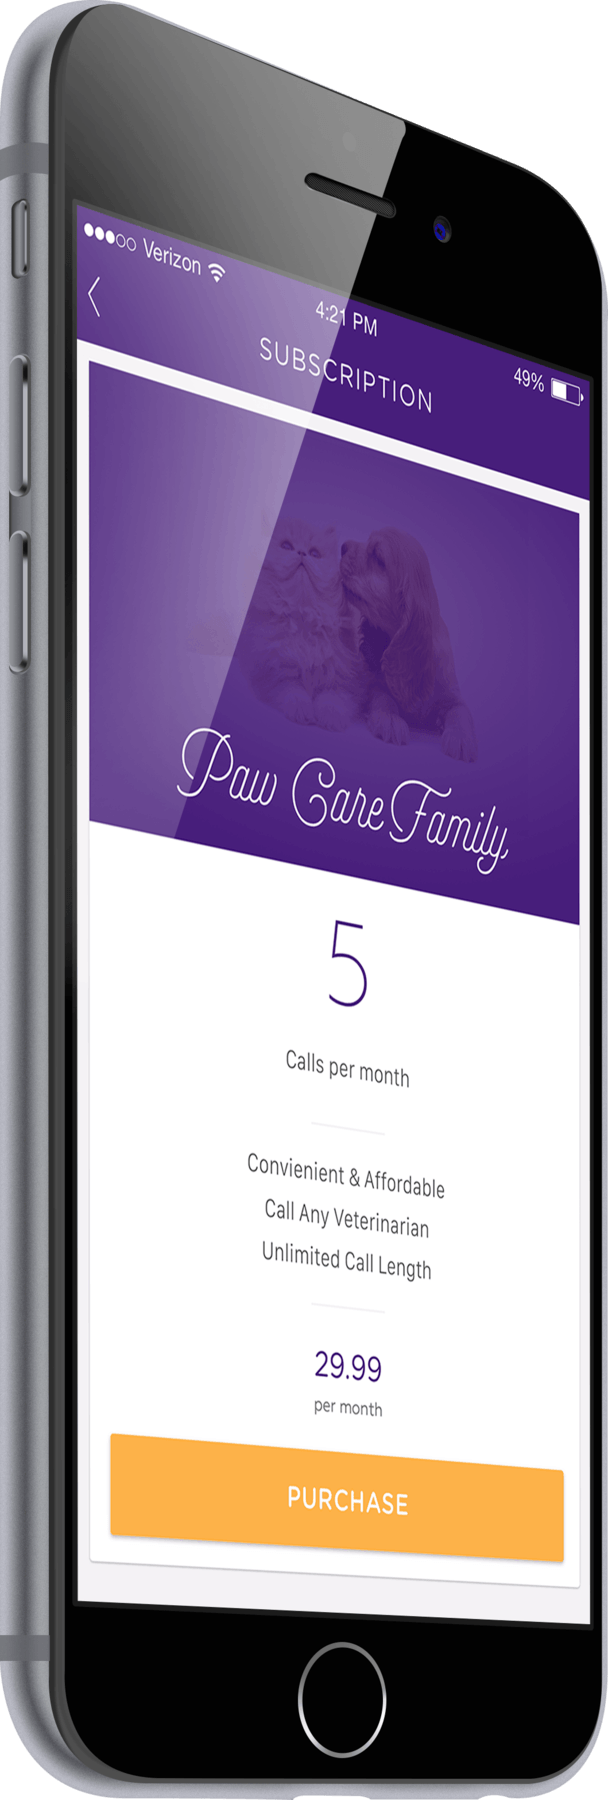 Verizon
4:21 PM
49%
SUBSCRIPTION
Paw Care Family
5
Calls per month
Convienient & Affordable
Call Any Veterinarian
Unlimited Call Length
29.99
per month
PURCHASE